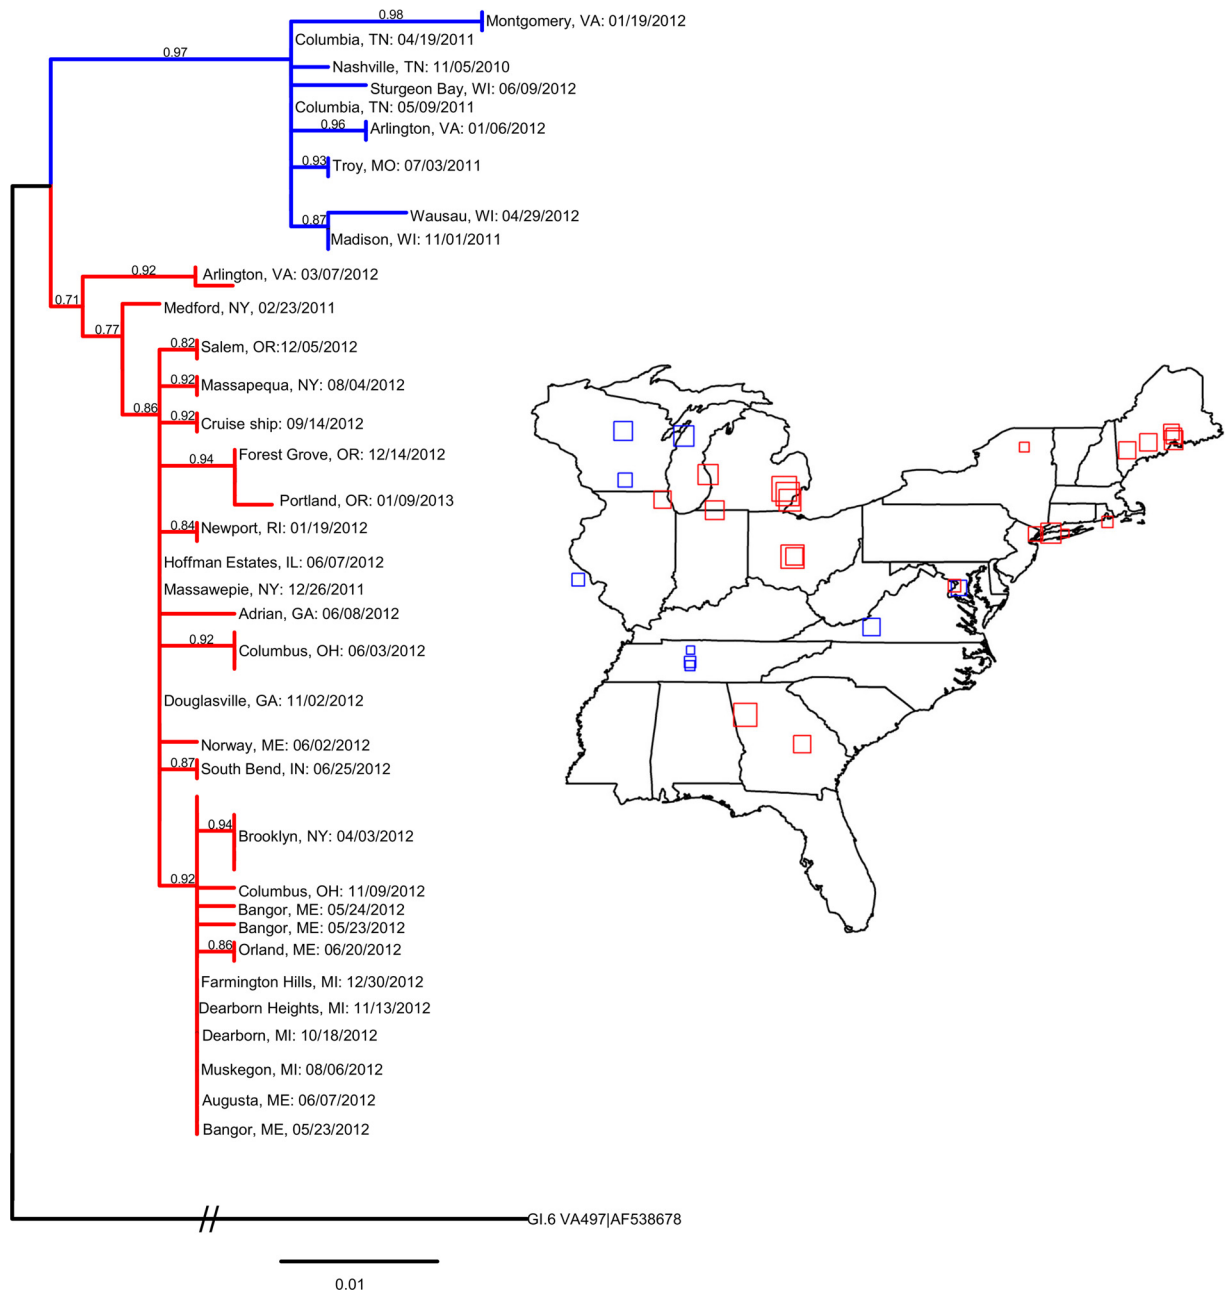 0.98
Montgomery, VA: 01/19/2012
Columbia, TN: 04/19/2011
0.97
Nashville, TN: 11/05/2010
Sturgeon Bay, WI: 06/09/2012
Columbia, TN: 05/09/2011
0.96
Arlington, VA: 01/06/2012
0.93
Troy, MO: 07/03/2011
0.87
Wausau, WI: 04/29/2012
Madison, WI: 11/01/2011
0.92
Arlington, VA: 03/07/2012
0.71
Medford, NY, 02/23/2011
0.77
0.82
Salem, OR:12/05/2012
0.92
Massapequa, NY: 08/04/2012
0.86
0.92
Cruise ship: 09/14/2012
0.94
Forest Grove, OR: 12/14/2012
Portland, OR: 01/09/2013
0.84
Newport, RI: 01/19/2012
Hoffman Estates, IL: 06/07/2012
Massawepie, NY: 12/26/2011
Adrian, GA: 06/08/2012
0.92
Columbus, OH: 06/03/2012
Douglasville, GA: 11/02/2012
Norway, ME: 06/02/2012
0.87
South Bend, IN: 06/25/2012
0.94
Brooklyn, NY: 04/03/2012
0.92
Columbus, OH: 11/09/2012
Bangor, ME: 05/24/2012
Bangor, ME: 05/23/2012
0.86
Orland, ME: 06/20/2012
Farmington Hills, MI: 12/30/2012
Dearborn Heights, MI: 11/13/2012
Dearborn, MI: 10/18/2012
Muskegon, MI: 08/06/2012
Augusta, ME: 06/07/2012
Bangor, ME, 05/23/2012
GI.6 VA497|AF538678
0.01